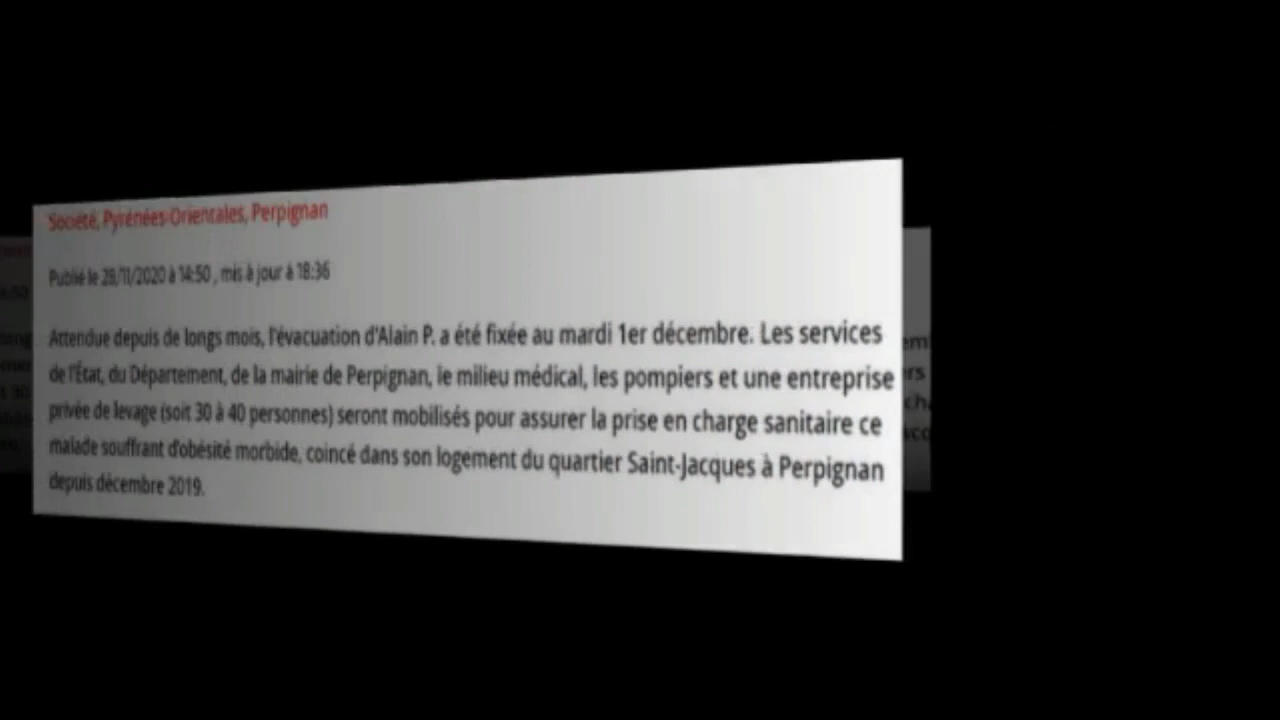 Société, Pyrénées-Orientales, Perpignan
Publié le 28/11/2020 à 14:50 , mis à jour à 18:36
Attendue depuis de longs mois, l'évacuation d'Alain P. a été fixée au mardi 1er décembre. Les services
de l'État, du Département, de la mairie de Perpignan, le milieu médical, les pompiers et une entreprise
privée de levage (soit 30 à 40 personnes) seront mobilisés pour assurer la prise en charge sanitaire ce
malade souffrant d'obésité morbide, coincé dans son logement du quartier Saint-Jacques à Perpignan
depuis décembre 2019.